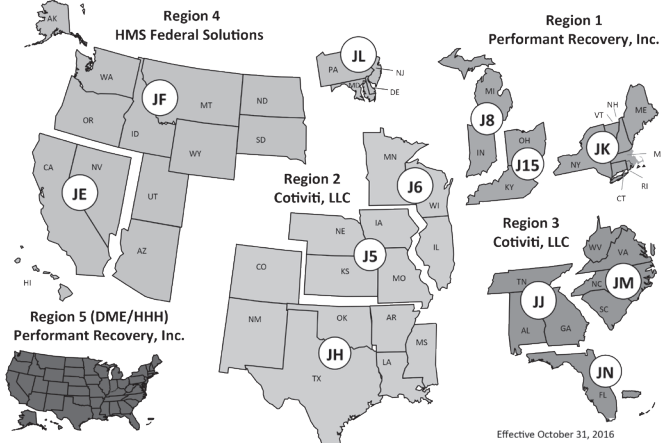 Region 4
HMS Federal Solutions
AK
WA
OR
ID
MT
ND
SD
WY
JF
CA
NV
UT
AZ
HI
JE
PA
NJ
DE
JL
Region 1
Performant Recovery, Inc.
MI
IN
J8
OH
KY
J15
ME
NH
VT
NY
M
RI
CT
JK
Region 2
Cotiviti, LLC
MN
WI
IL
J6
NE
IA
KS
MO
J5
CO
NM
OK
TX
AR
LA
MS
JH
Region 3
Cotiviti, LLC
WV
VA
NC
SC
JM
TN
AL
GA
JJ
FL
JN
Region 5 (DME/HHH)
Performant Recovery, Inc.
Effective October 31, 2016